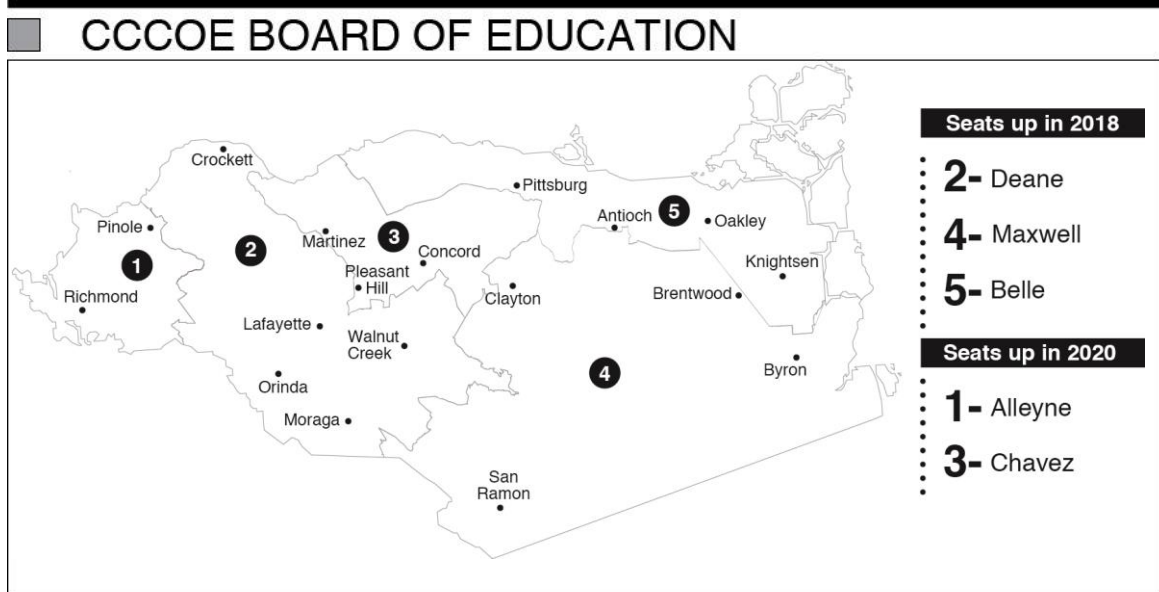 CCCOE BOARD OF EDUCATION
Crockett
Pinole
1
Richmond
2
Martinez
3
Concord
Pleasant
Hill
Lafayette
Walnut
Creek
Orinda
Moraga
Pittsburg
Antioch
5
Oakley
Knightsen
Clayton
Brentwood
4
Byron
San
Ramon
Seats up in 2018
2- Deane
4- Maxwell
5- Belle
Seats up in 2020
1- Alleyne
3- Chavez